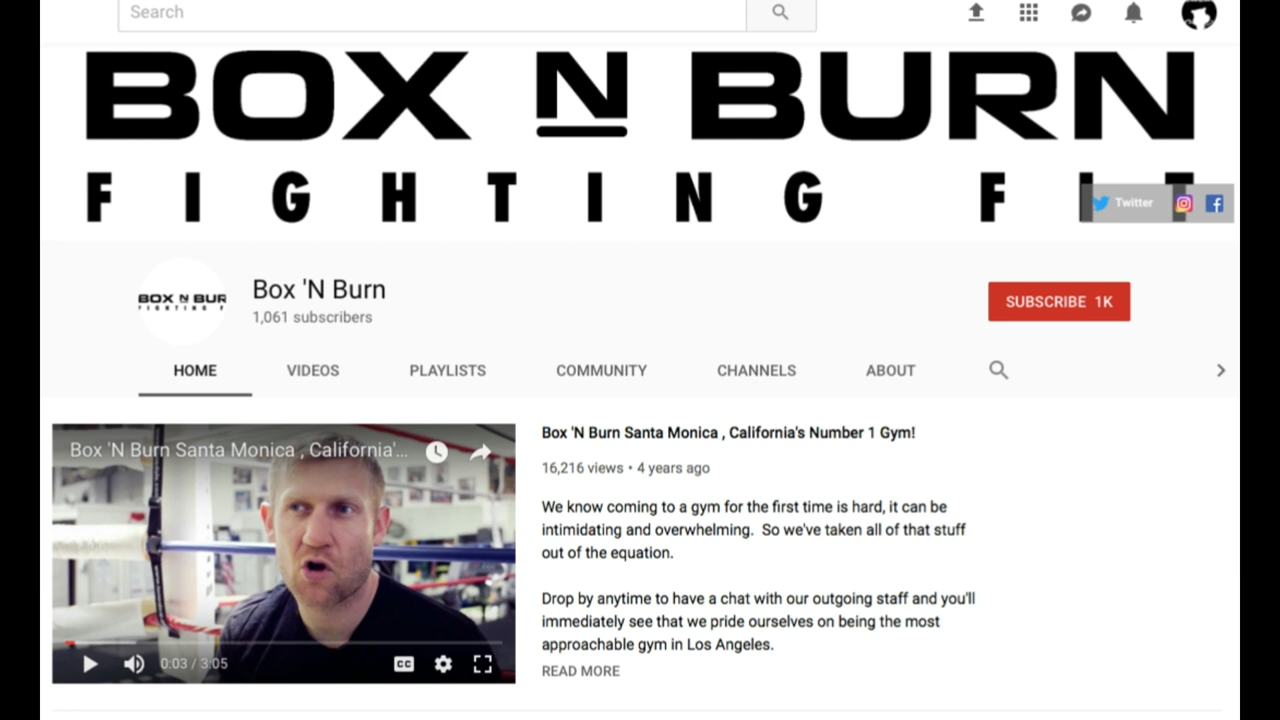 Search
BOX N BURN
FIGHTING FIT
Twitter
BOX N BUR
FIGHTING F
Box 'N Burn
1,061 subscribers
SUBSCRIBE 1K
HOME VIDEOS PLAYLISTS COMMUNITY CHANNELS ABOUT
Box 'N Burn Santa Monica , California'...
0:03 / 3:05
CC
Box 'N Burn Santa Monica , California's Number 1 Gym!
16,216 views • 4 years ago
We know coming to a gym for the first time is hard, it can be
intimidating and overwhelming. So we've taken all of that stuff
out of the equation.
Drop by anytime to have a chat with our outgoing staff and you'll
immediately see that we pride ourselves on being the most
approachable gym in Los Angeles.
READ MORE